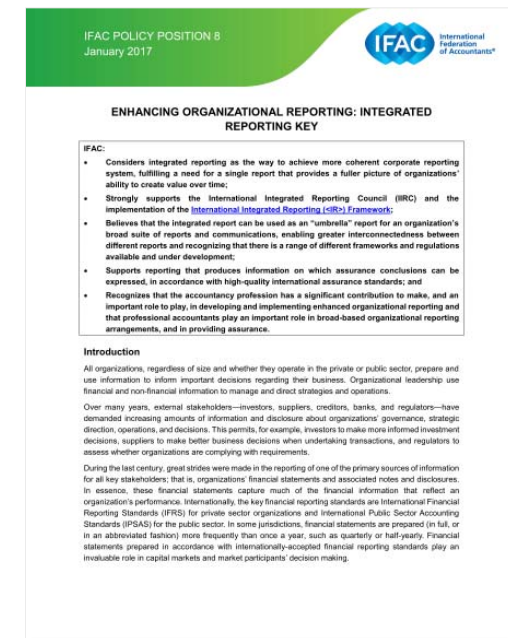 IFAC POLICY POSITION 8
January 2017
IFAC
International
Federation
of Accountants®
ENHANCING ORGANIZATIONAL REPORTING: INTEGRATED
REPORTING KEY
IFAC:
• Considers integrated reporting as the way to achieve more coherent corporate reporting
system, fulfilling a need for a single report that provides a fuller picture of organizations'
ability to create value over time;
• Strongly supports the International Integrated Reporting Council (IIRC) and the
implementation of the International Integrated Reporting (<IR>) Framework;
• Believes that the integrated report can be used as an “umbrella” report for an organization's
broad suite of reports and communications, enabling greater interconnectedness between
different reports and recognizing that there is a range of different frameworks and regulations
available and under development;
• Supports reporting that produces information on which assurance conclusions can be
expressed, in accordance with high-quality international assurance standards; and
• Recognizes that the accountancy profession has a significant contribution to make, and an
important role to play, in developing and implementing enhanced organizational reporting and
that professional accountants play an important role in broad-based organizational reporting
arrangements, and in providing assurance.
Introduction
All organizations, regardless of size and whether they operate in the private or public sector, prepare and
use information to inform important decisions regarding their business. Organizational leadership use
financial and non-financial information to manage and direct strategies and operations.
Over many years, external stakeholders—investors, suppliers, creditors, banks, and regulators—have
demanded increasing amounts of information and disclosure about organizations' governance, strategic
direction, operations, and decisions. This permits, for example, investors to make more informed investment
decisions, suppliers to make better business decisions when undertaking transactions, and regulators to
assess whether organizations are complying with requirements.
During the last century, great strides were made in the reporting of one of the primary sources of information
for all key stakeholders; that is, organizations' financial statements and associated notes and disclosures.
In essence, these financial statements capture much of the financial information that reflect an
organization's performance. Internationally, the key financial reporting standards are International Financial
Reporting Standards (IFRS) for private sector organizations and International Public Sector Accounting
Standards (IPSAS) for the public sector. In some jurisdictions, financial statements are prepared (in full, or
in an abbreviated fashion) more frequently than once a year, such as quarterly or half-yearly. Financial
statements prepared in accordance with internationally-accepted financial reporting standards play an
invaluable role in capital markets and market participants' decision making.